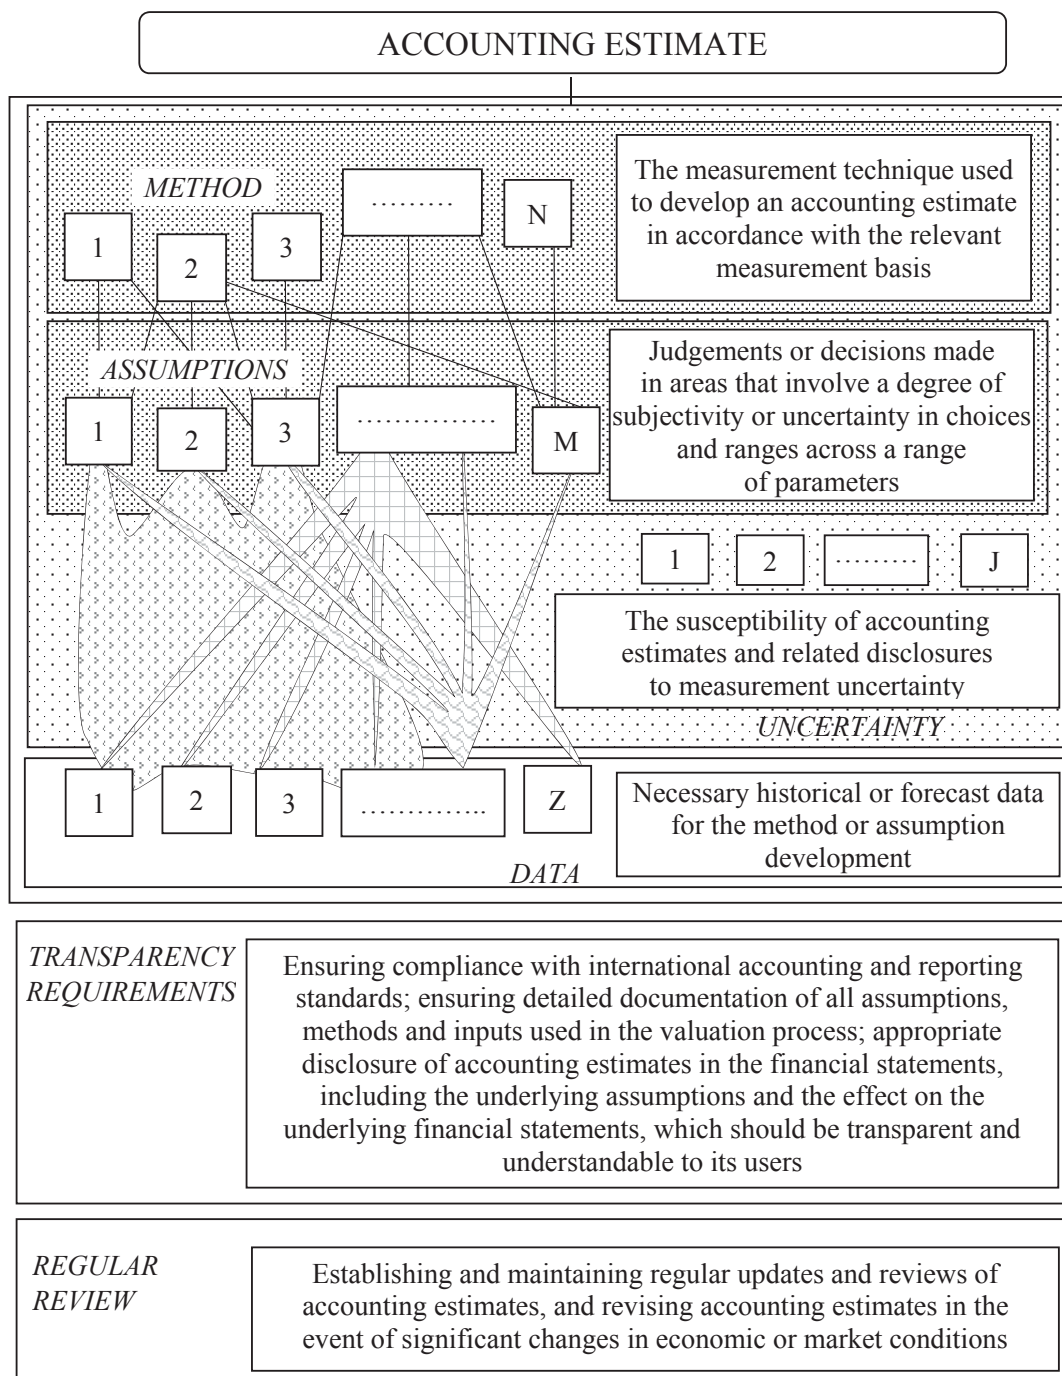 ACCOUNTING ESTIMATE
METHOD
1
2
3
………
N
The measurement technique used
to develop an accounting estimate
in accordance with the relevant
measurement basis
ASSUMPTIONS
1
2
3
……………
M
Judgements or decisions made
in areas that involve a degree of
subjectivity or uncertainty in choices
and ranges across a range
of parameters
1
2
………
J
The susceptibility of accounting
estimates and related disclosures
to measurement uncertainty
UNCERTAINTY
1
2
3
…………..
Z
DATA
Necessary historical or forecast data
for the method or assumption
development
TRANSPARENCY
REQUIREMENTS
Ensuring compliance with international accounting and reporting
standards; ensuring detailed documentation of all assumptions,
methods and inputs used in the valuation process; appropriate
disclosure of accounting estimates in the financial statements,
including the underlying assumptions and the effect on the
underlying financial statements, which should be transparent and
understandable to its users
REGULAR
REVIEW
Establishing and maintaining regular updates and reviews of
accounting estimates, and revising accounting estimates in the
event of significant changes in economic or market conditions